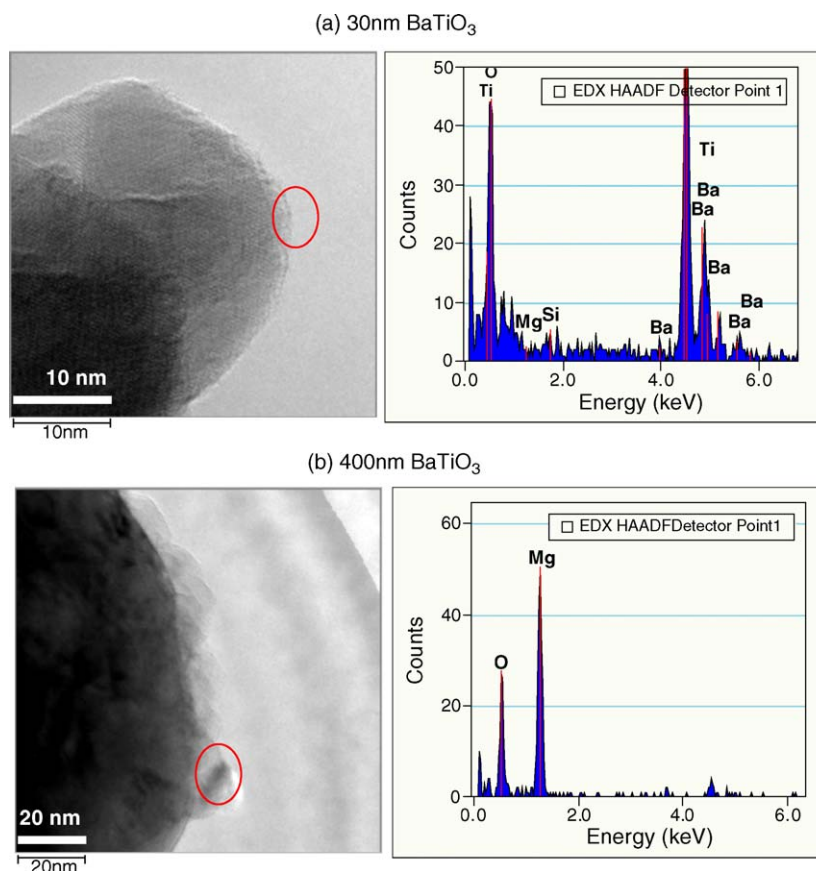 (a) 30nm BaTiO₃
10 nm
10nm
50
40
30
20
10
0
Counts
O
Ti
□ EDX HAADF Detector Point 1
Ti
Ba
Ba
Ba
Mg
Si
Ba
Ba
Ba
0.0 2.0 4.0 6.0
Energy (keV)
(b) 400nm BaTiO₃
20 nm
20nm
60
40
20
0
Counts
□ EDX HAADFDetector Point1
Mg
O
0.0 2.0 4.0 6.0
Energy (keV)